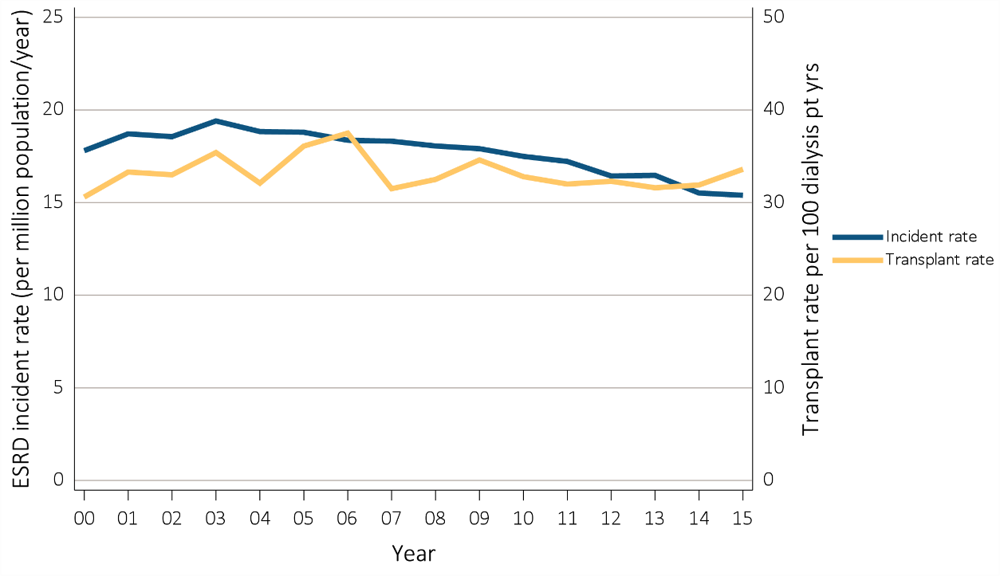 ESRD incident rate (per million population/year)
25
20
15
10
5
0
50
40
30
20
10
0
Transplant rate per 100 dialysis pt yrs
Incident rate
Transplant rate
00 01 02 03 04 05 06 07 08 09 10 11 12 13 14 15
Year